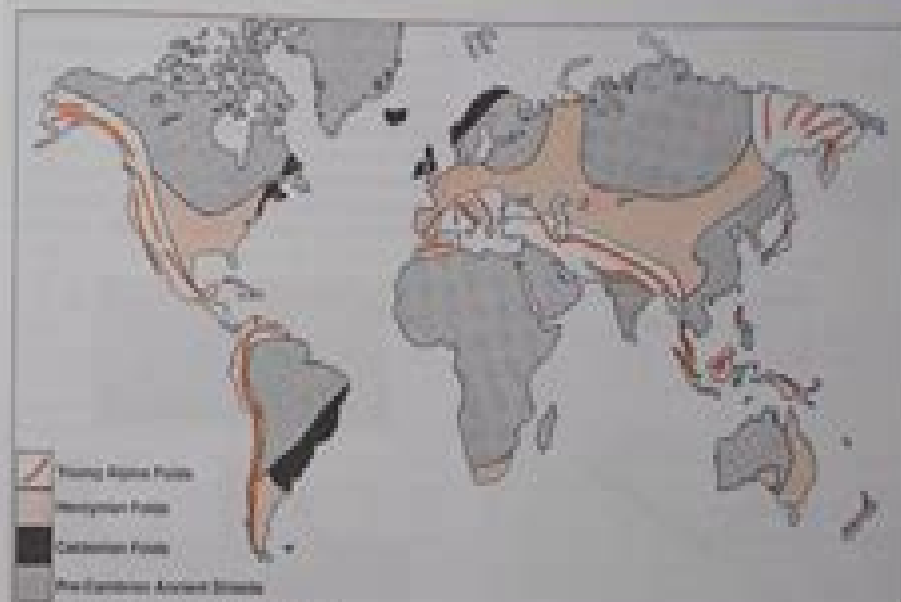 Young Alpine Folds
Hercynian Folds
Caledonian Folds
Pre-Cambrian Ancient Shields